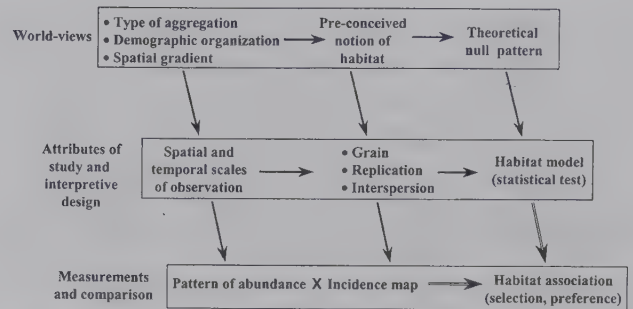 World-views
• Type of aggregation
• Demographic organization
• Spatial gradient
Pre-conceived
notion of
habitat
Theoretical
null pattern
Attributes of
study and
interpretive
design
Spatial and
temporal scales
of observation
• Grain
• Replication
• Interspersion
Habitat model
(statistical test)
Measurements
and comparison
Pattern of abundance X Incidence map
Habitat association
(selection, preference)